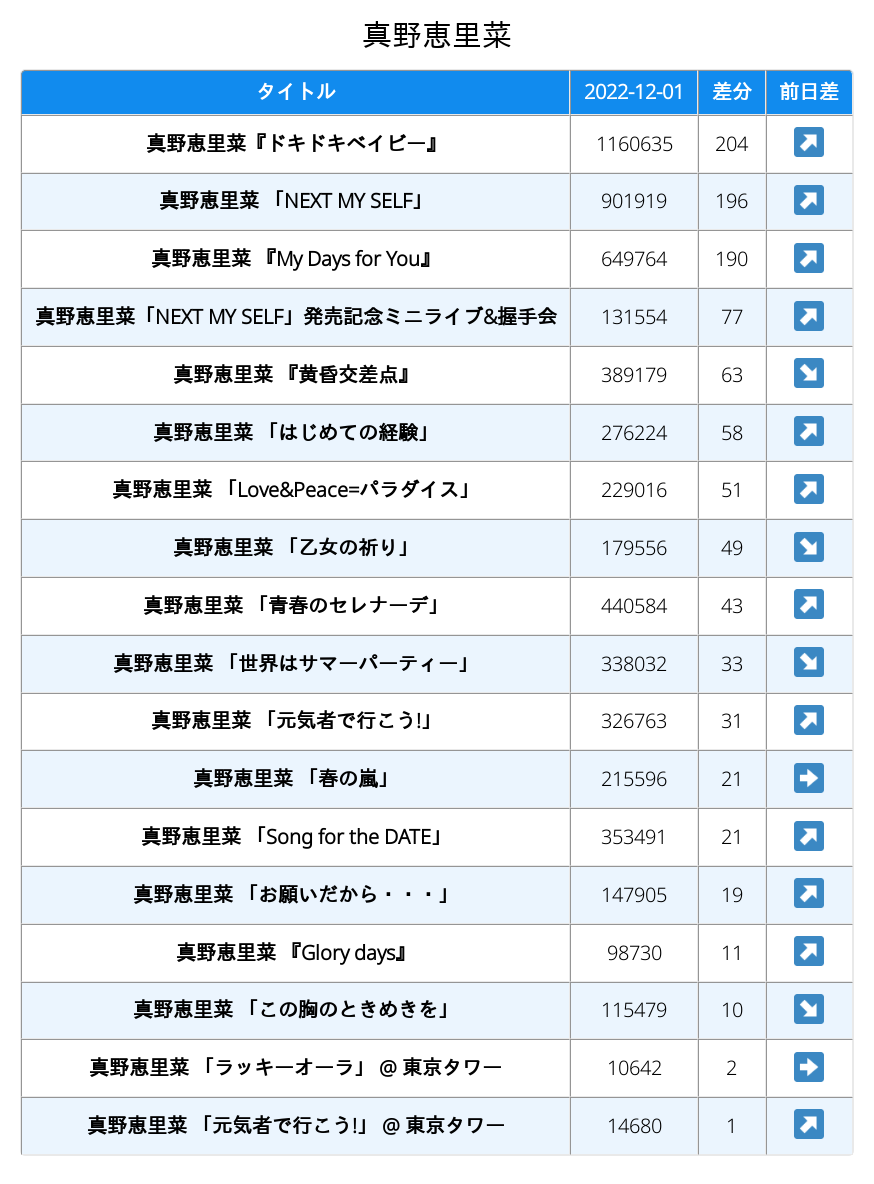 真野恵里菜
タイトル 2022-12-01 差分 前日差
真野恵里菜『ドキドキベイビー』 1160635 204 ↗
真野恵里菜 「NEXT MY SELF」 901919 196 ↗
真野恵里菜 『My Days for You』 649764 190 ↗
真野恵里菜「NEXT MY SELF」発売記念ミニライブ&握手会 131554 77 ↗
真野恵里菜 『黄昏交差点』 389179 63 ↘
真野恵里菜 「はじめての経験」 276224 58 ↗
真野恵里菜 「Love&Peace=パラダイス」 229016 51 ↗
真野恵里菜 「乙女の祈り」 179556 49 ↘
真野恵里菜 「青春のセレナーデ」 440584 43 ↗
真野恵里菜 「世界はサマーパーティー」 338032 33 ↘
真野恵里菜 「元気者で行こう!」 326763 31 ↗
真野恵里菜 「春の嵐」 215596 21 ➡
真野恵里菜 「Song for the DATE」 353491 21 ↗
真野恵里菜 「お願いだから・・・」 147905 19 ↗
真野恵里菜 『Glory days』 98730 11 ↗
真野恵里菜 「この胸のときめきを」 115479 10 ↘
真野恵里菜 「ラッキーオーラ」 @ 東京タワー 10642 2 ➡
真野恵里菜 「元気者で行こう!」 @ 東京タワー 14680 1 ↗